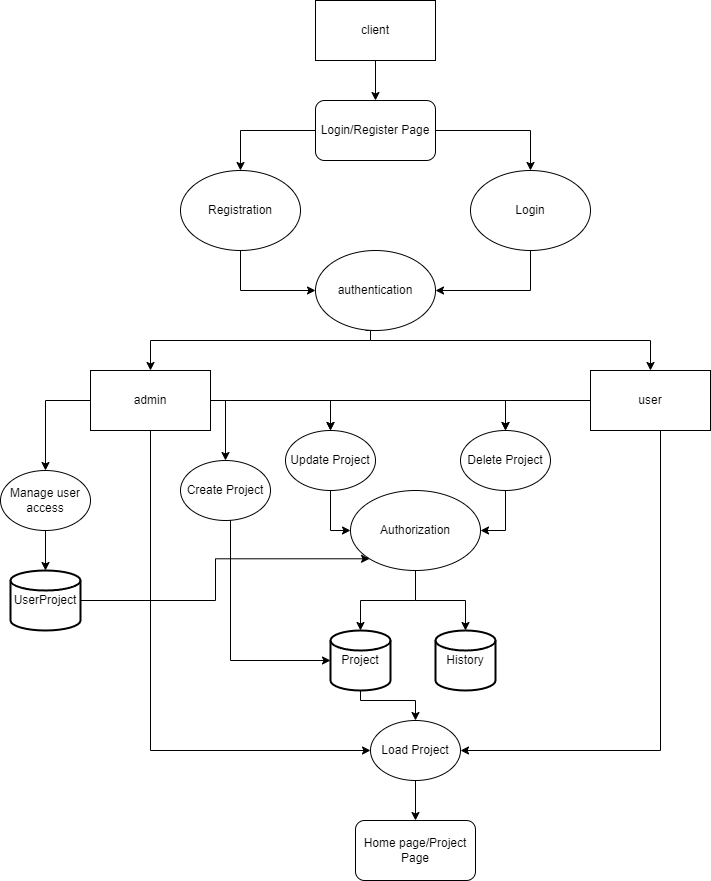 client
Login/Register Page
Registration
Login
authentication
admin
user
Update Project
Delete Project
Create Project
Manage user
access
Authorization
UserProject
Project
History
Load Project
Home page/Project
Page